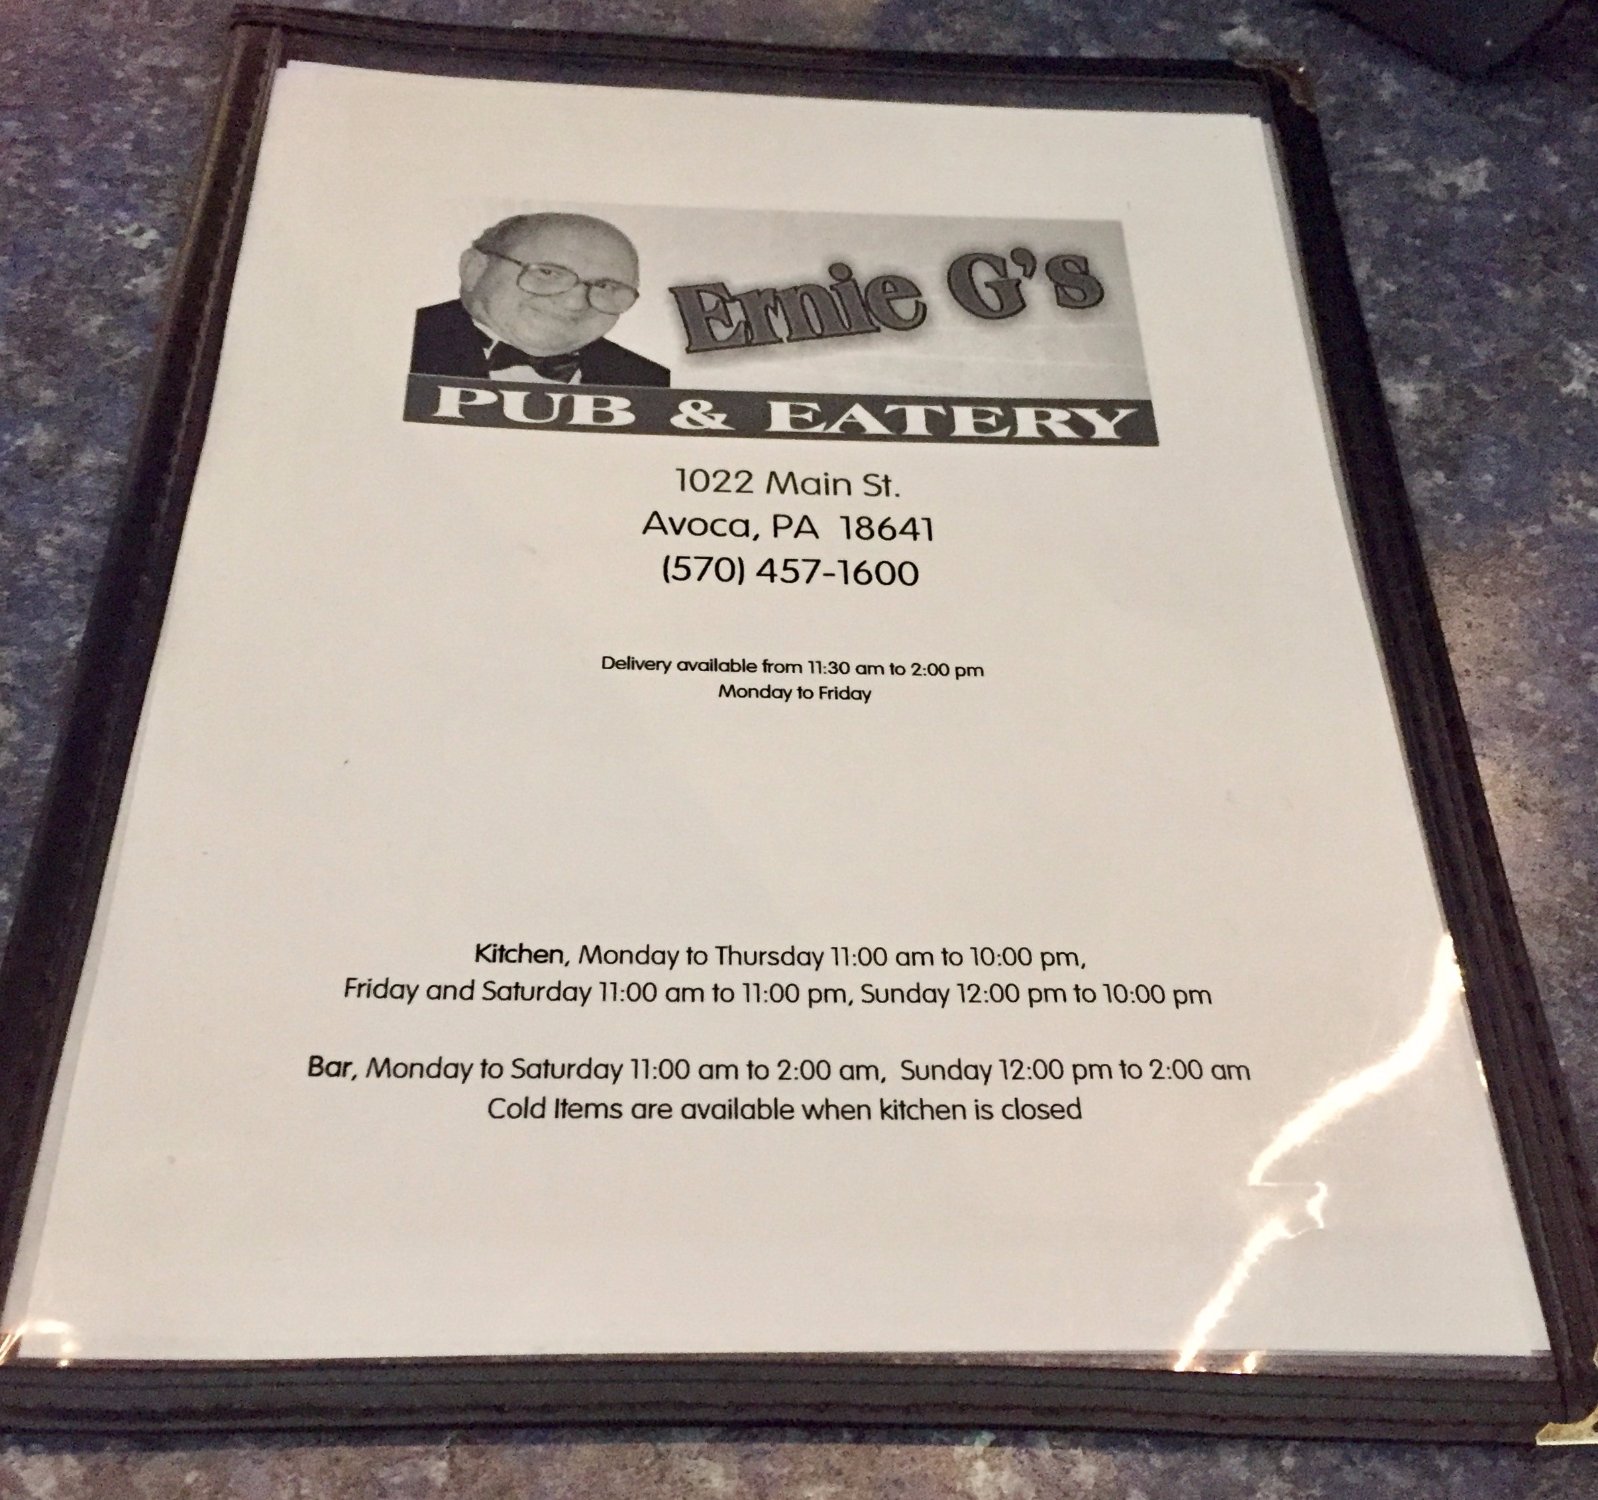 Ernie G's
PUB & EATERY
1022 Main St.
Avoca, PA 18641
(570) 457-1600
Delivery available from 11:30 am to 2:00 pm
Monday to Friday
Kitchen, Monday to Thursday 11:00 am to 10:00 pm,
Friday and Saturday 11:00 am to 11:00 pm, Sunday 12:00 pm to 10:00 pm
Bar, Monday to Saturday 11:00 am to 2:00 am, Sunday 12:00 pm to 2:00 am
Cold Items are available when kitchen is closed